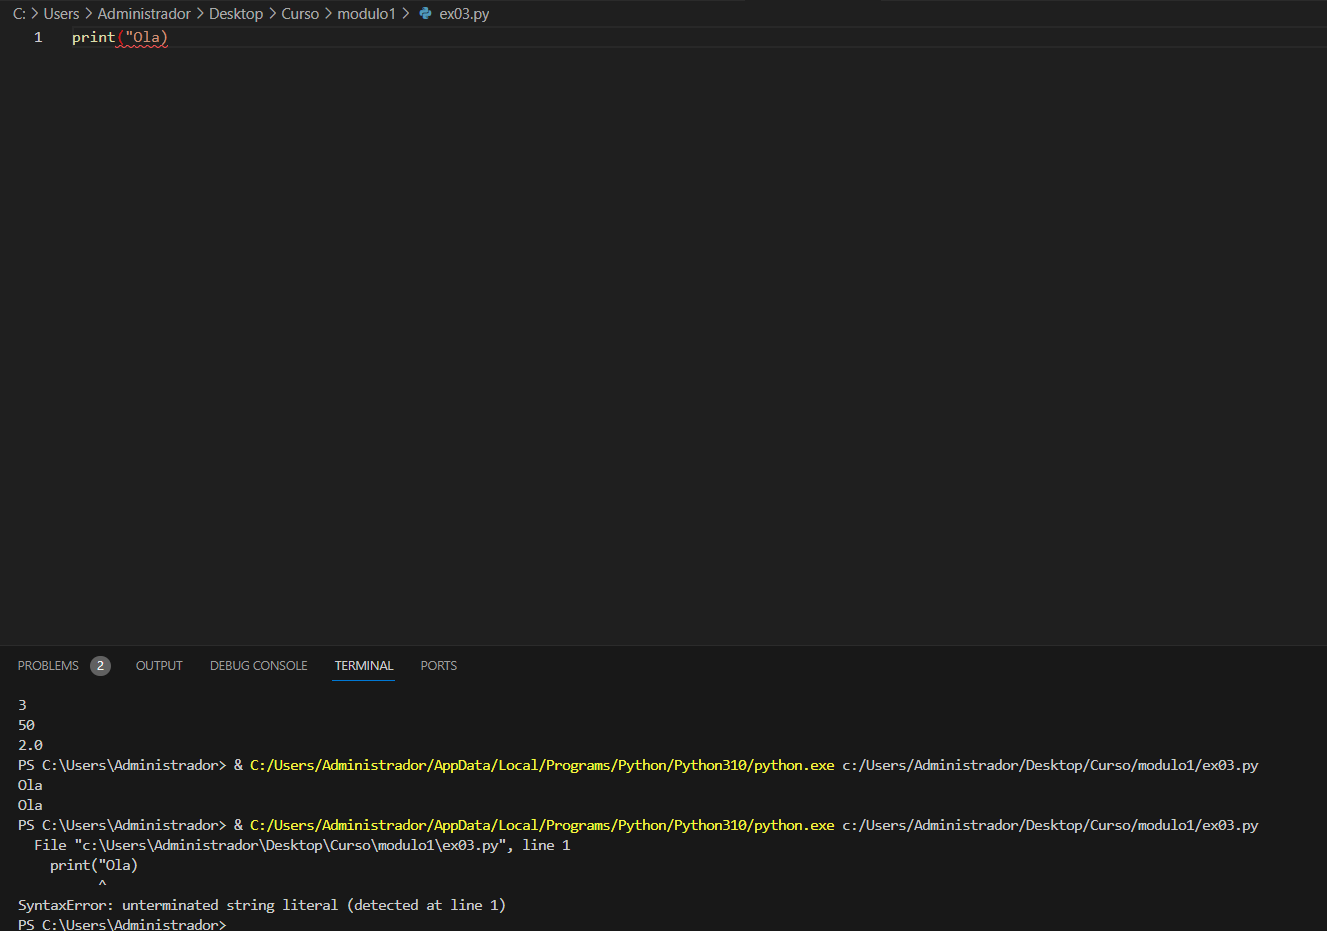 C: > Users > Administrador > Desktop > Curso > modulo1 > ex03.py
1 print("Ola)
PROBLEMS 2 OUTPUT DEBUG CONSOLE TERMINAL PORTS
3
50
2.0
PS C:\Users\Administrador> & C:/Users/Administrador/AppData/Local/Programs/Python/Python310/python.exe c:/Users/Administrador/Desktop/Curso/modulo1/ex03.py
Ola
Ola
PS C:\Users\Administrador> & C:/Users/Administrador/AppData/Local/Programs/Python/Python310/python.exe c:/Users/Administrador/Desktop/Curso/modulo1/ex03.py
  File "c:\Users\Administrador\Desktop\Curso\modulo1\ex03.py", line 1
    print("Ola)
          ^
SyntaxError: unterminated string literal (detected at line 1)
PS C:\Users\Administrador>